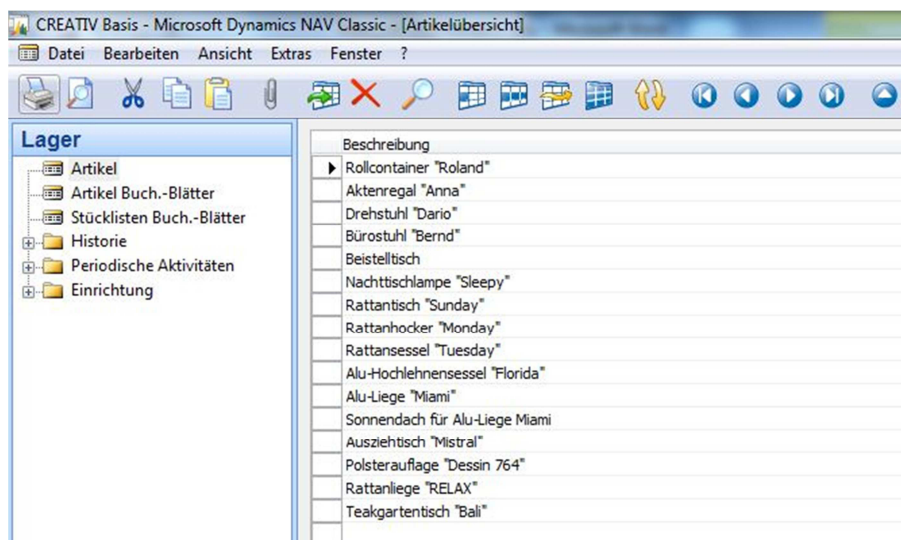 CREATIV Basis - Microsoft Dynamics NAV Classic - [Artikelübersicht]
Datei Bearbeiten Ansicht Extras Fenster ?
Lager
Artikel
Artikel Buch.-Blätter
Stücklisten Buch.-Blätter
Historie
Periodische Aktivitäten
Einrichtung
Beschreibung
Rollcontainer "Roland"
Aktenregal "Anna"
Drehstuhl "Dario"
Bürostuhl "Bernd"
Beistelltisch
Nachttischlampe "Sleepy"
Rattantisch "Sunday"
Rattanhocker "Monday"
Rattansessel "Tuesday"
Alu-Hochlehnensessel "Florida"
Alu-Liege "Miami"
Sonnendach für Alu-Liege Miami
Ausziehtisch "Mistral"
Polsterauflage "Dessin 764"
Rattanliege "RELAX"
Teakgartentisch "Bali"